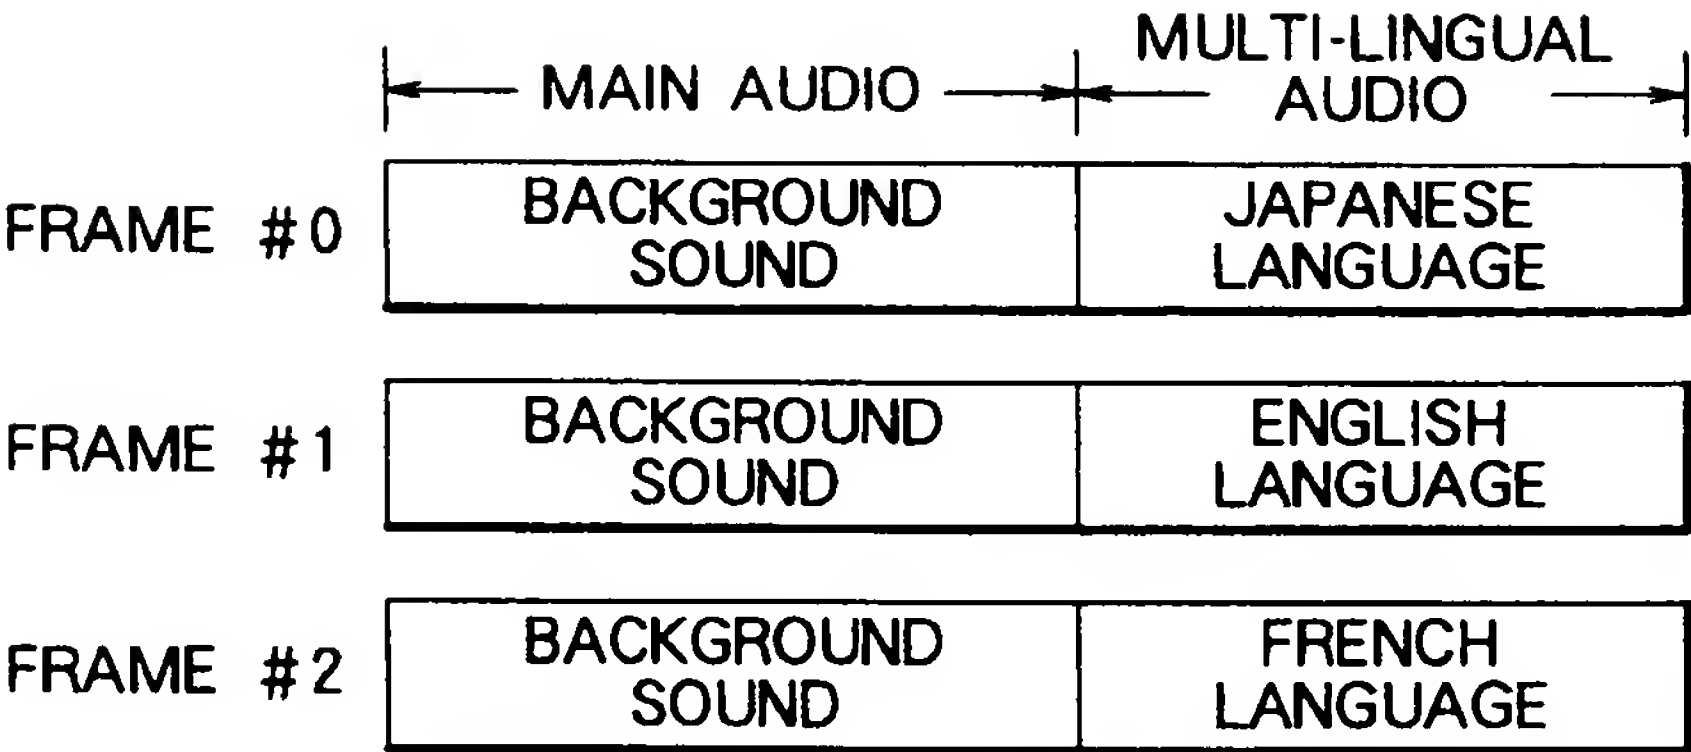 MAIN AUDIO
MULTI-LINGUAL
AUDIO
FRAME #0
BACKGROUND
SOUND
JAPANESE
LANGUAGE
FRAME #1
BACKGROUND
SOUND
ENGLISH
LANGUAGE
FRAME #2
BACKGROUND
SOUND
FRENCH
LANGUAGE